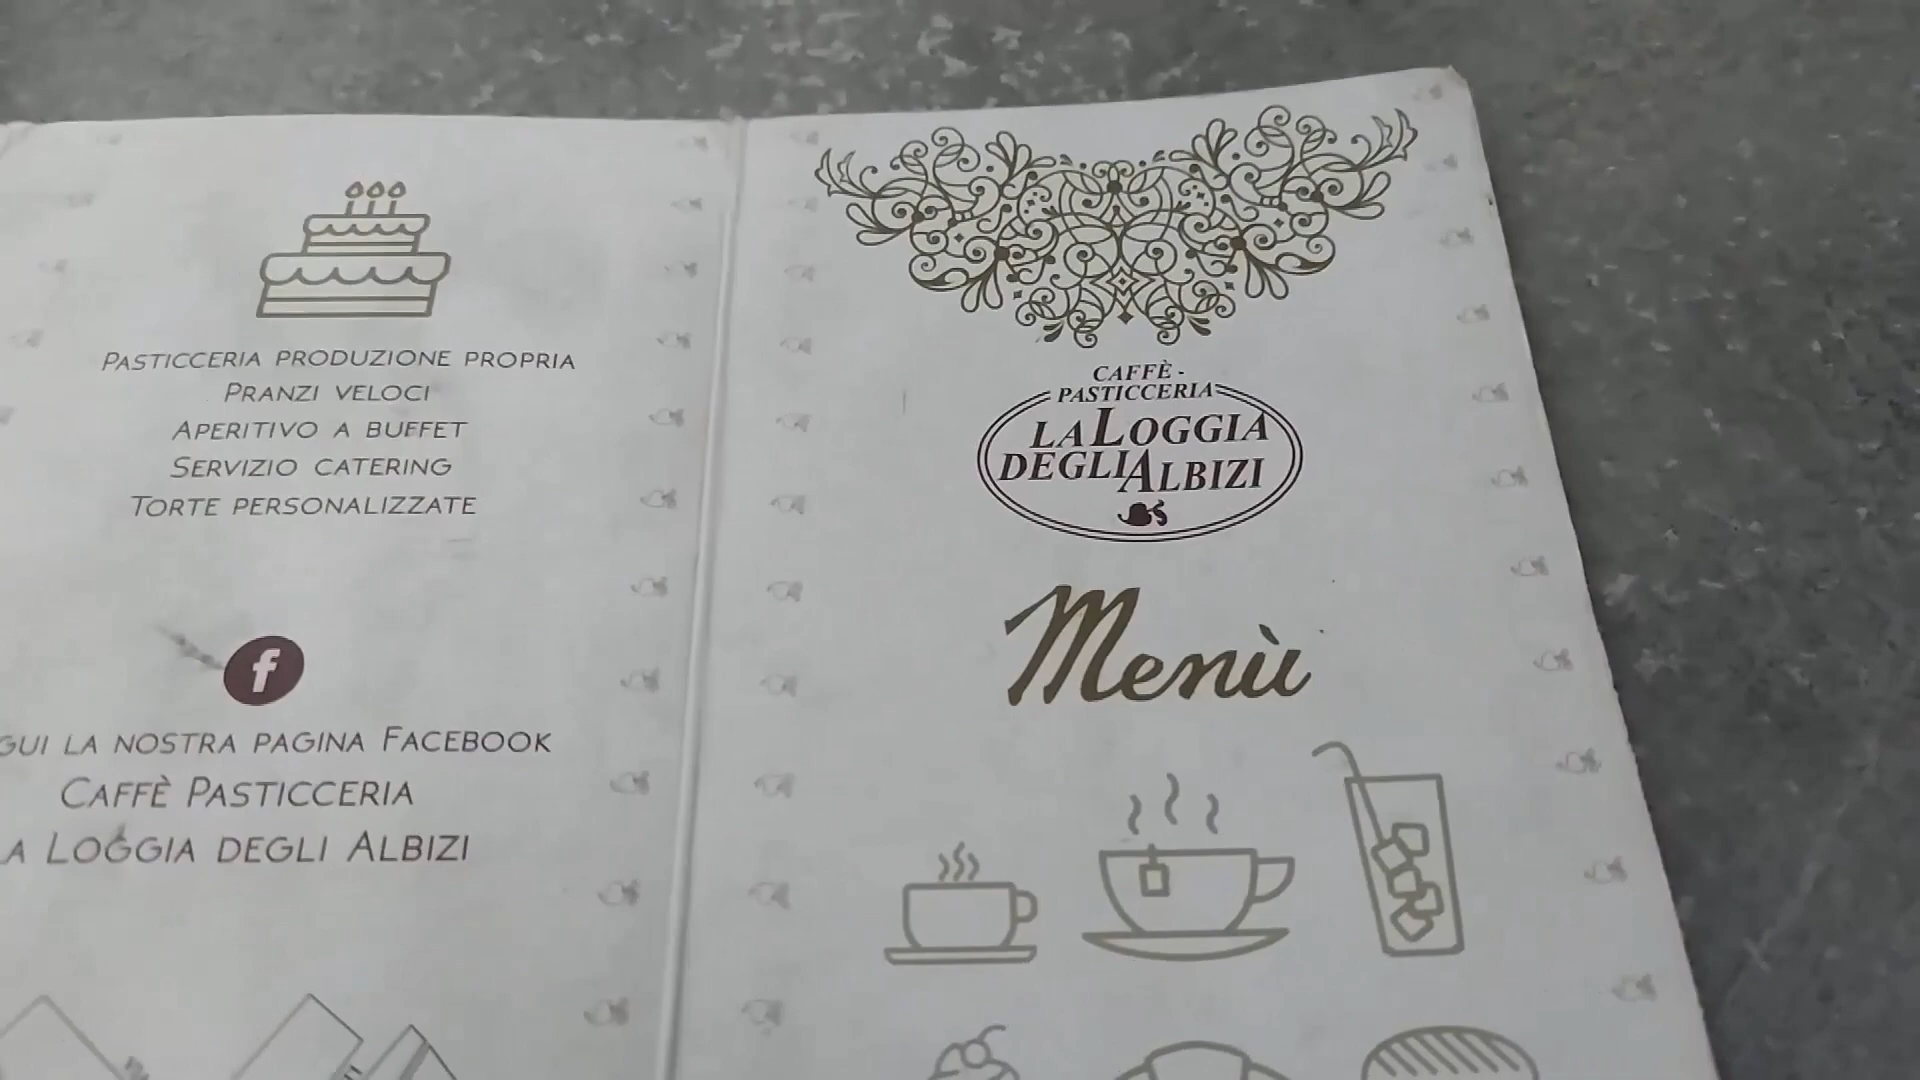 PASTICCERIA PRODUZIONE PROPRIA
PRANZI VELOCI
APERITIVO A BUFFET
SERVIZIO CATERING
TORTE PERSONALIZZATE
f
LA NOSTRA PAGINA FACEBOOK
CAFFÈ PASTICCERIA
LOGGIA DEGLI ALBIZI
CAFFÈ -
PASTICCERIA
LA LOGGIA
DEGLI ALBIZI
Menù